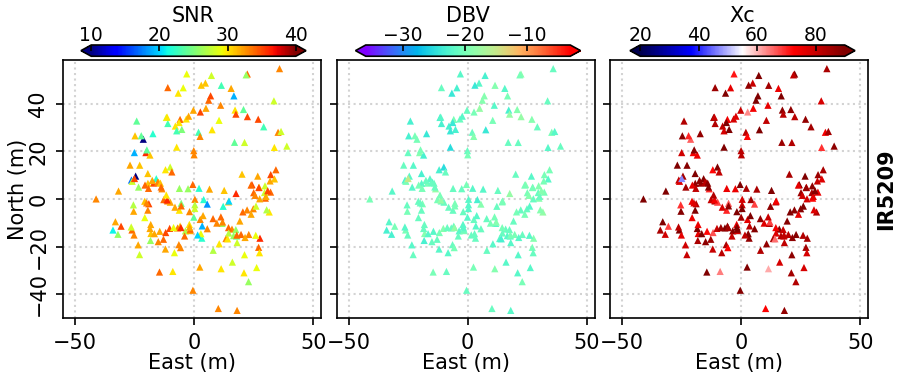 SNR DBV Xc
10 20 30 40 −30 −20 −10 20 40 60 80
40
20
0
−20
−40
North (m)
IR5209
−50 0 50 −50 0 50 −50 0 50
East (m) East (m) East (m)